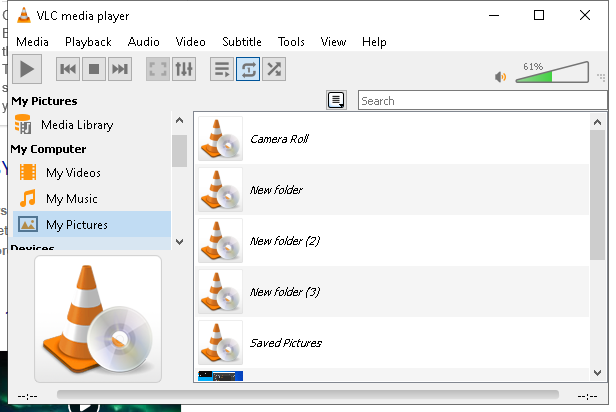 VLC media player
Media Playback Audio Video Subtitle Tools View Help
61%
My Pictures
Search
Media Library
My Computer
My Videos
My Music
My Pictures
Devices
Camera Roll
New folder
New folder (2)
New folder (3)
Saved Pictures
--:-- --:--